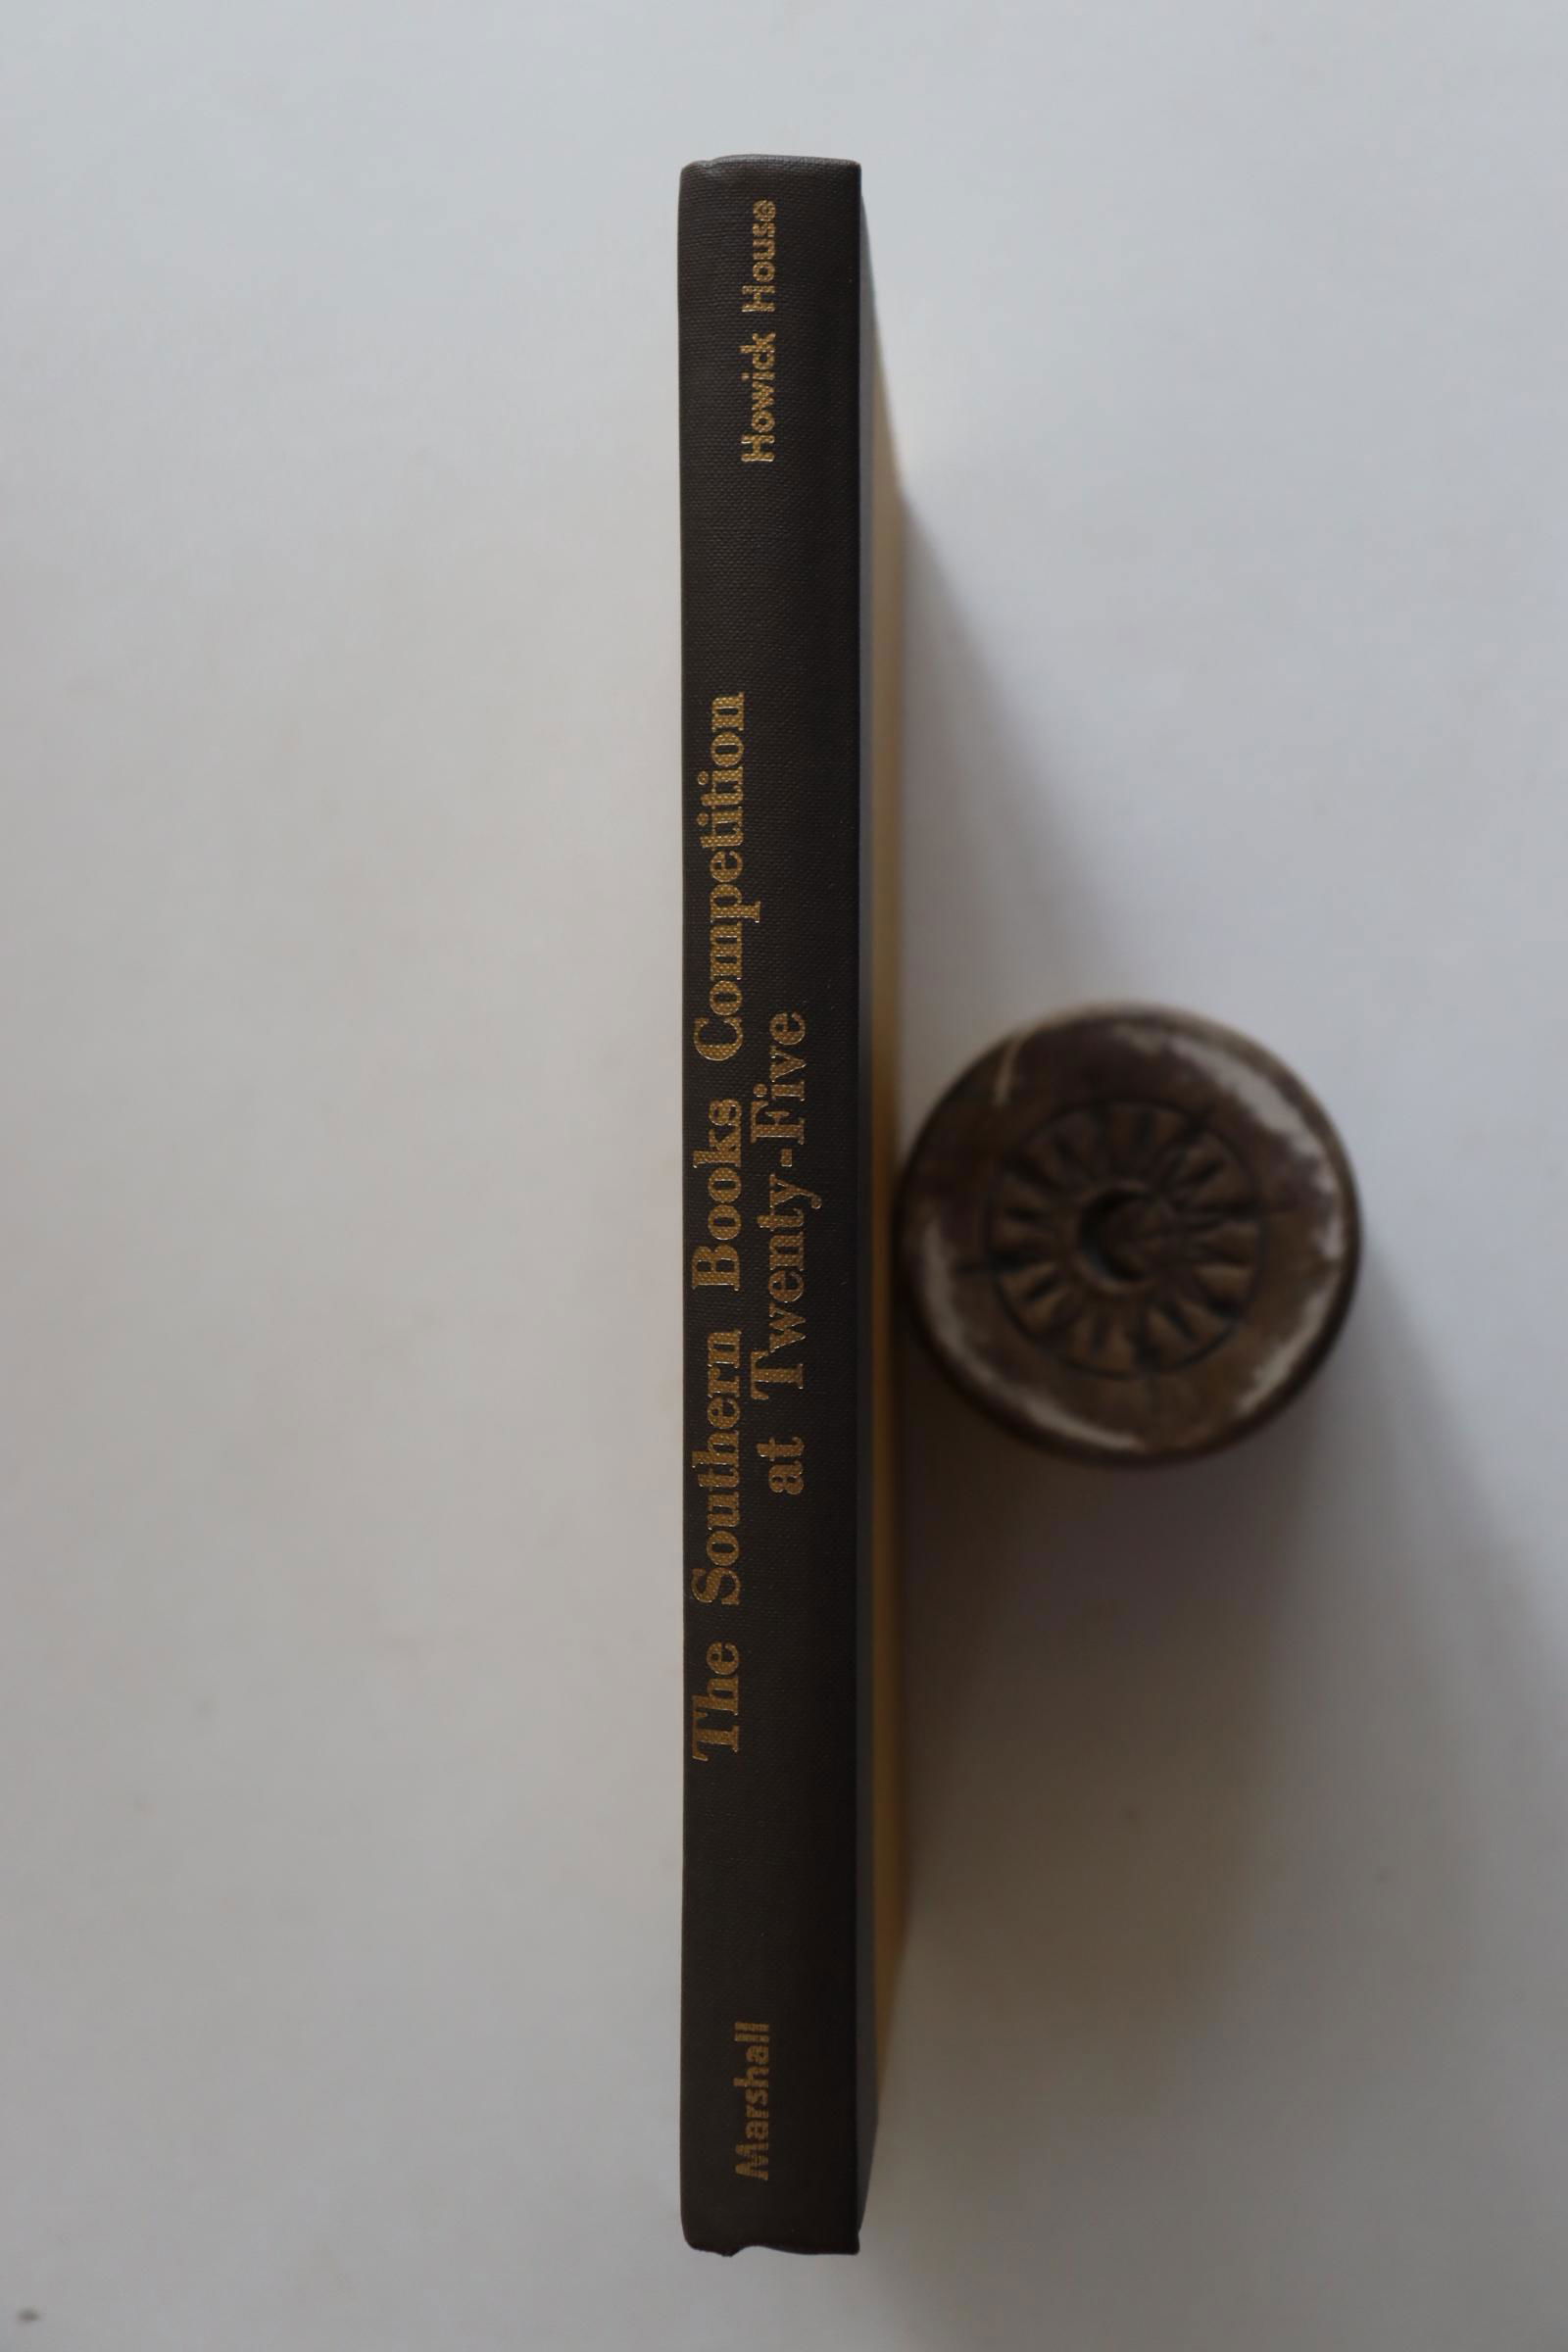 Marshall
The Southern Books Competition
at Twenty-Five
Howick House